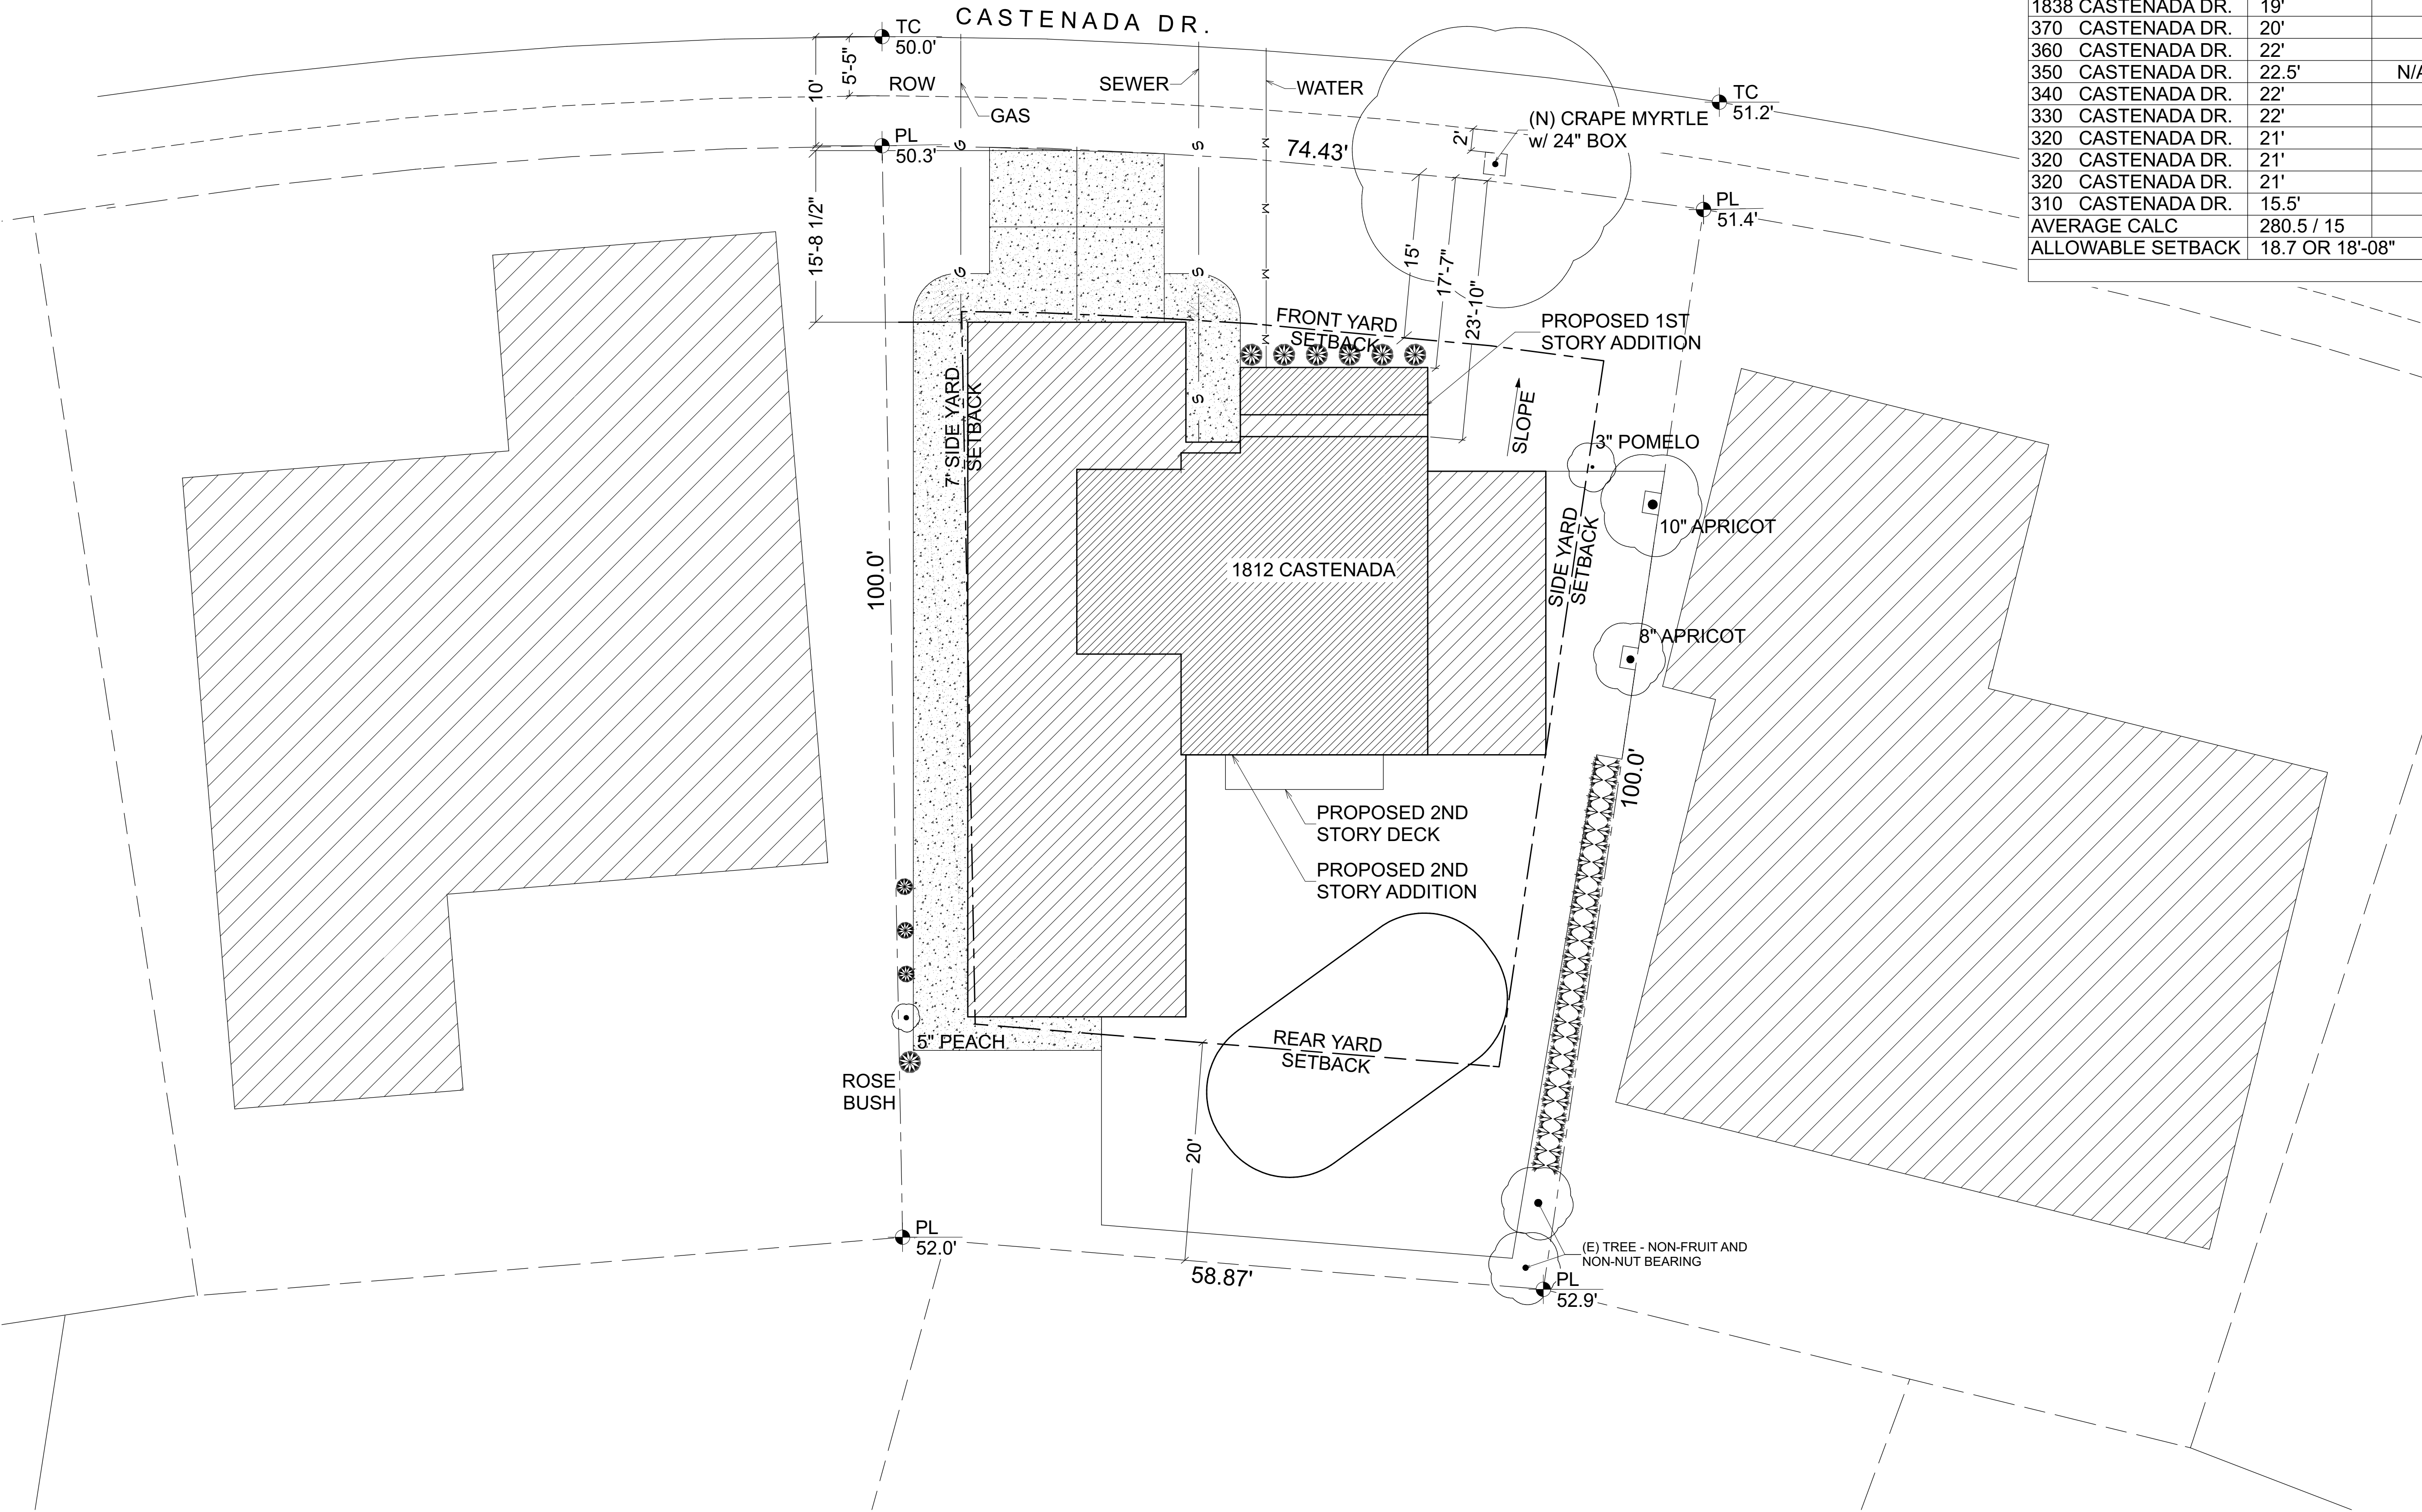 CASTENADA DR.
TC
50.0'
5'-5"
10'
ROW
GAS
SEWER
WATER
PL
50.3'
74.43'
2'
(N) CRAPE MYRTLE
w/ 24" BOX
TC
51.2'
PL
51.4'
1838 CASTENADA DR. 19'
370 CASTENADA DR. 20'
360 CASTENADA DR. 22'
350 CASTENADA DR. 22.5'
340 CASTENADA DR. 22'
330 CASTENADA DR. 22'
320 CASTENADA DR. 21'
320 CASTENADA DR. 21'
320 CASTENADA DR. 21'
310 CASTENADA DR. 15.5'
AVERAGE CALC 280.5 / 15
ALLOWABLE SETBACK 18.7 OR 18'-08"
G
G
S
S
S
W
W
W
W
15'-8 1/2"
15'
17'-7"
23'-10"
FRONT YARD
SETBACK
PROPOSED 1ST
STORY ADDITION
7' SIDE YARD
SETBACK
SLOPE
3" POMELO
10" APRICOT
100.0'
1812 CASTENADA
SIDE YARD
SETBACK
8" APRICOT
100.0'
PROPOSED 2ND
STORY DECK
PROPOSED 2ND
STORY ADDITION
5" PEACH
REAR YARD
SETBACK
ROSE
BUSH
20'
PL
52.0'
58.87'
(E) TREE - NON-FRUIT AND
NON-NUT BEARING
PL
52.9'